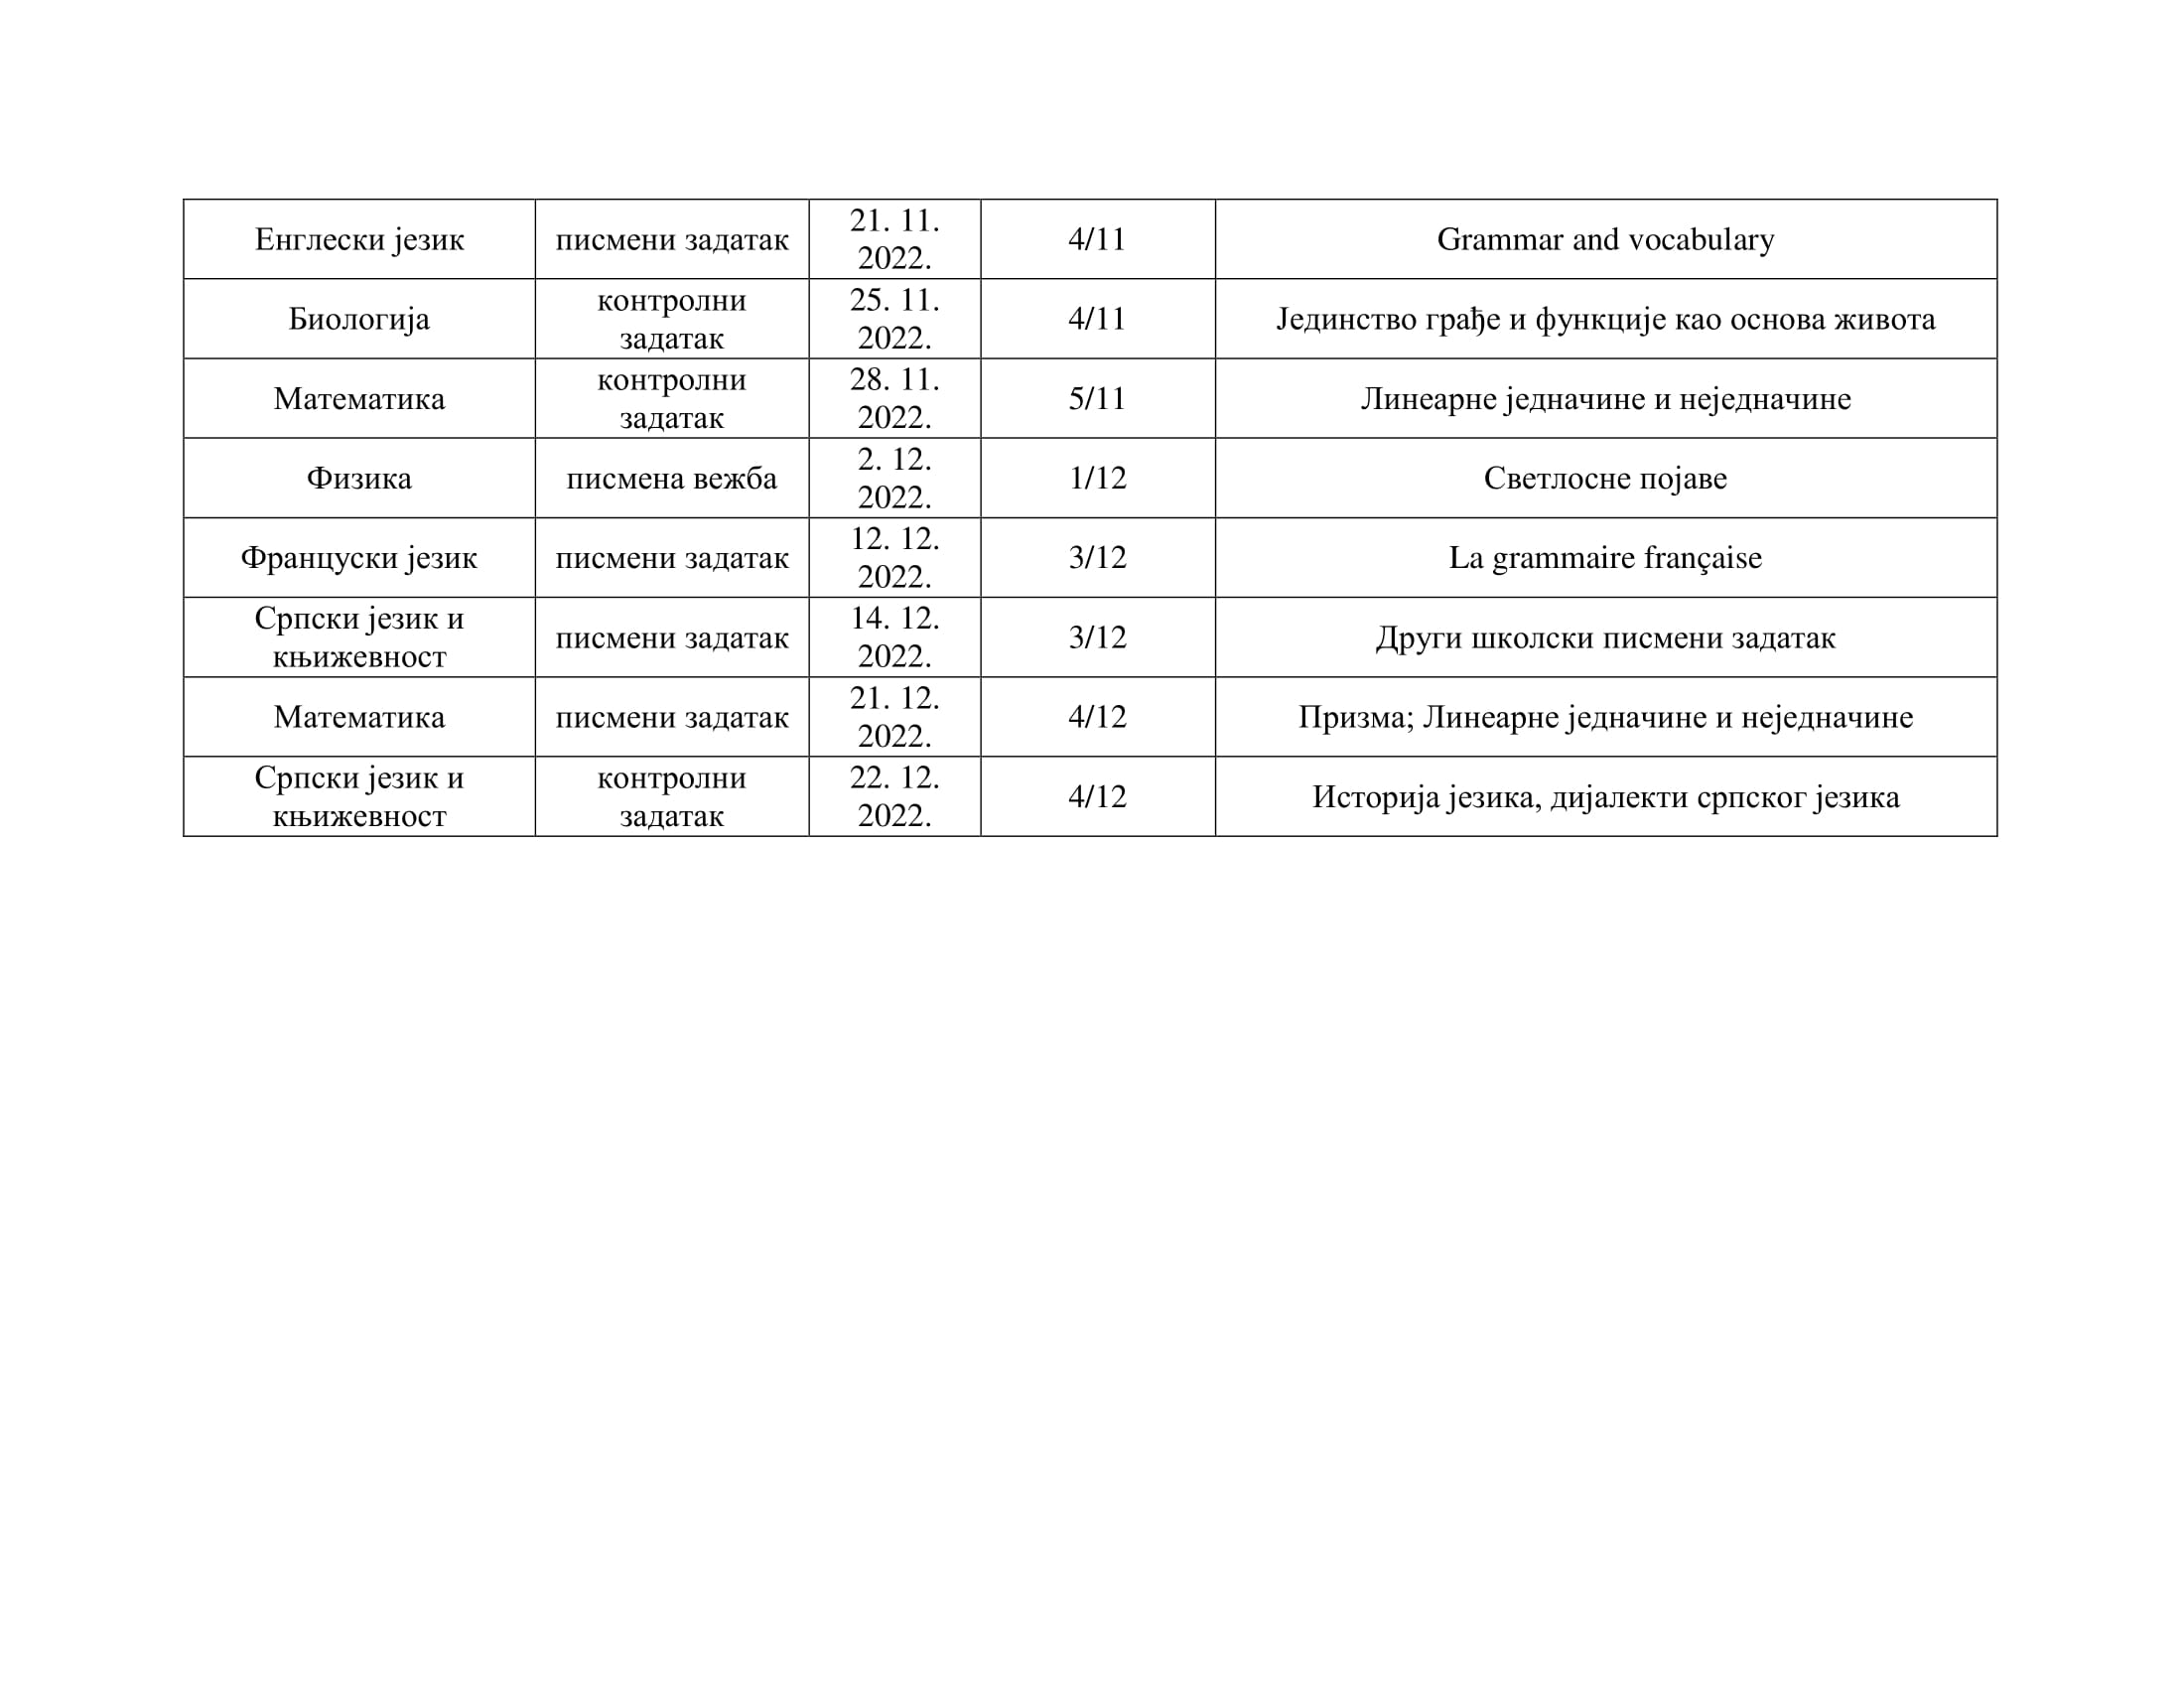 Енглески језик писмени задатак 21. 11. 2022. 4/11 Grammar and vocabulary
Биологија контролни задатак 25. 11. 2022. 4/11 Јединство грађе и функције као основа живота
Математика контролни задатак 28. 11. 2022. 5/11 Линеарне једначине и неједначине
Физика писмена вежба 2. 12. 2022. 1/12 Светлосне појаве
Француски језик писмени задатак 12. 12. 2022. 3/12 La grammaire française
Српски језик и књижевност писмени задатак 14. 12. 2022. 3/12 Други школски писмени задатак
Математика писмени задатак 21. 12. 2022. 4/12 Призма; Линеарне једначине и неједначине
Српски језик и књижевност контролни задатак 22. 12. 2022. 4/12 Историја језика, дијалекти српског језика